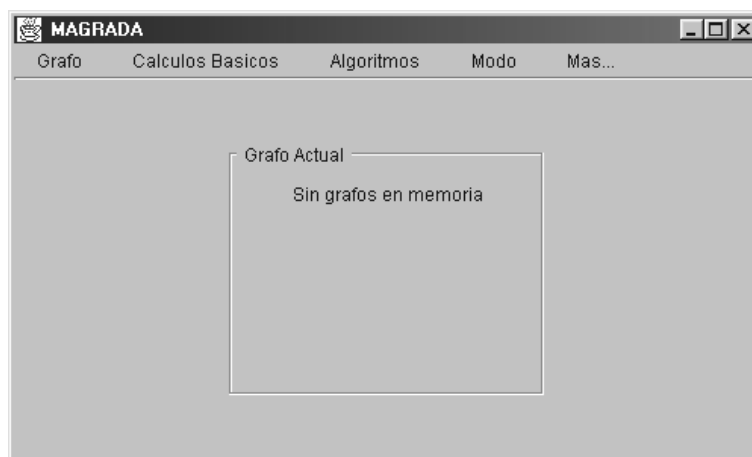 MAGRADA
Grafo Calculos Basicos Algoritmos Modo Mas...
Grafo Actual
Sin grafos en memoria